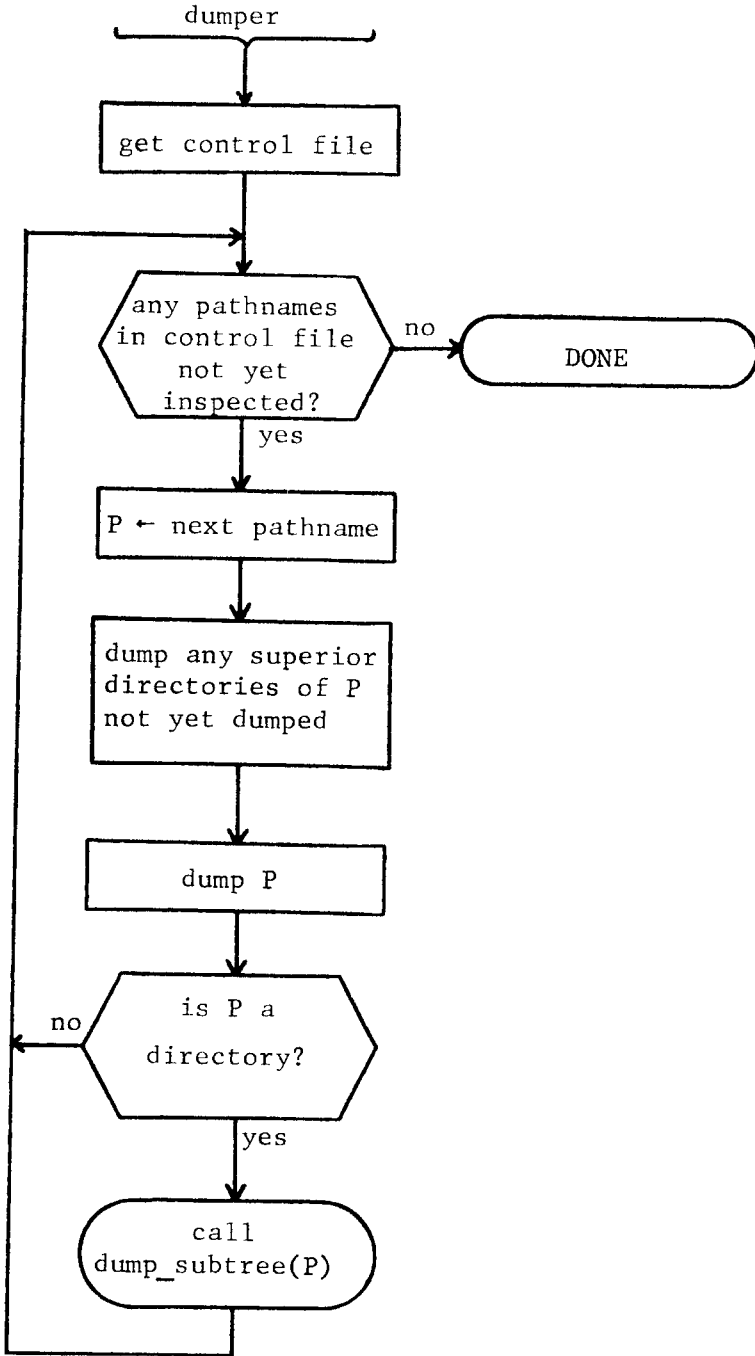 dumper
get control file
any pathnames
in control file
not yet
inspected?
no
DONE
yes
P ← next pathname
dump any superior
directories of P
not yet dumped
dump P
is P a
directory?
no
yes
call
dump_subtree(P)